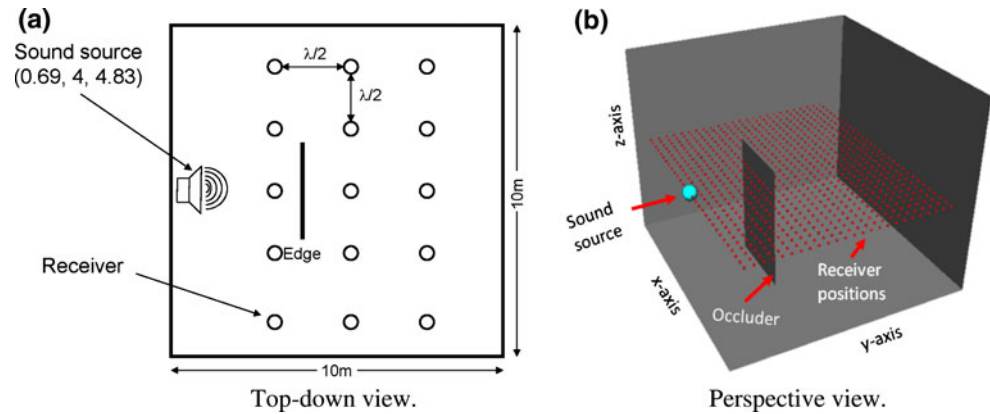 (a)
Sound source
(0.69, 4, 4.83)
λ/2
λ/2
Edge
Receiver
10m
10m
Top-down view.
(b)
z-axis
Sound
source
x-axis
Occluder
Receiver
positions
y-axis
Perspective view.